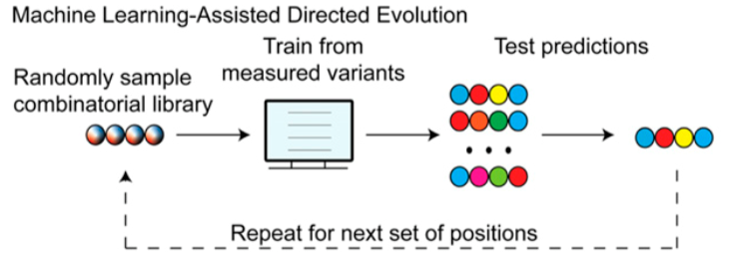 Machine Learning-Assisted Directed Evolution
Randomly sample
combinatorial library
Train from
measured variants
Test predictions
Repeat for next set of positions